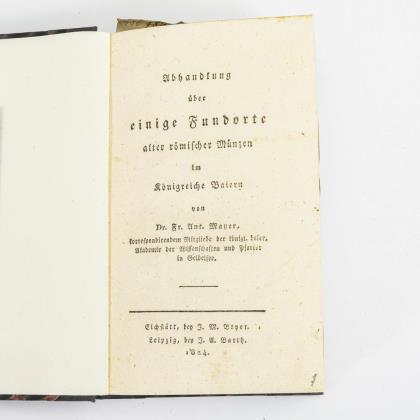 Abhandlung
über
einige Fundorte
alter römischer Münzen
im
Königreiche Baiern
von
Dr. Fr. Ant. Mayer,
korrespondirendem Mitgliede der königl. baier.
Akademie der Wissenschaften und Pfarrer
in Gelbelsee.
Eichstätt, bey J. M. Beyer.
Leipzig, bey J. A. Barth.